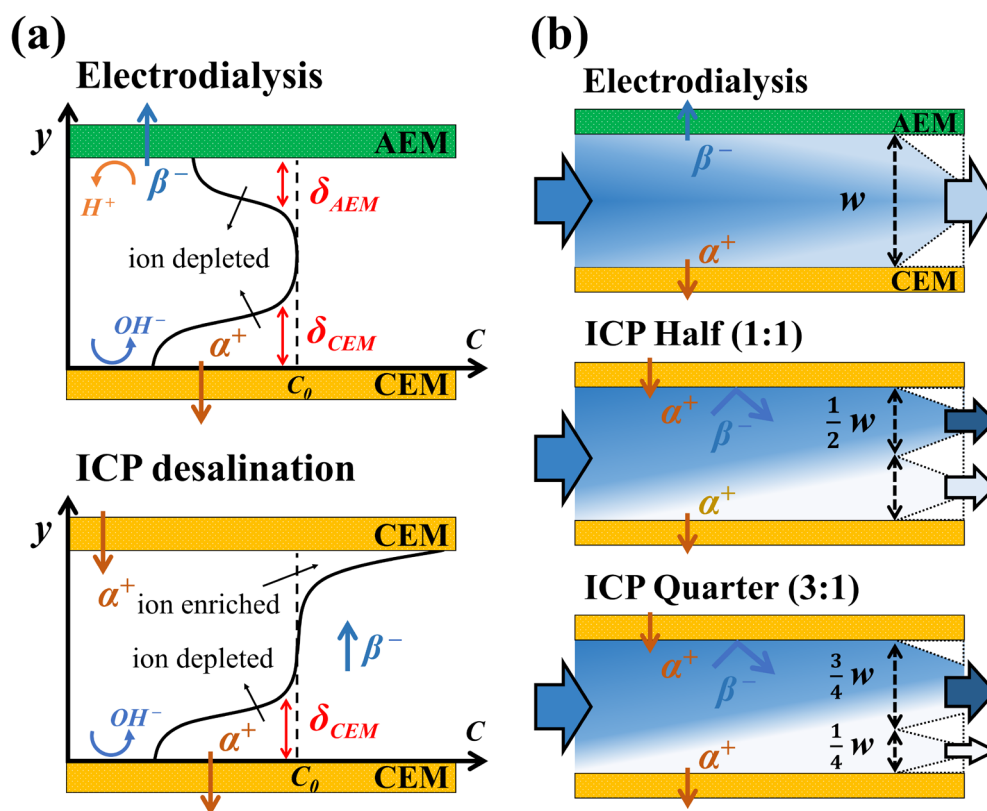 (a)
Electrodialysis
y
AEM
β⁻
H⁺
δ_AEM
ion depleted
OH⁻
α⁺
δ_CEM
C
C₀
CEM
ICP desalination
y
CEM
α⁺
ion enriched
β⁻
ion depleted
OH⁻
α⁺
δ_CEM
C
C₀
CEM
(b)
Electrodialysis
AEM
β⁻
w
α⁺
CEM
ICP Half (1:1)
α⁺
β⁻
1/2 w
α⁺
ICP Quarter (3:1)
α⁺
β⁻
3/4 w
α⁺
1/4 w